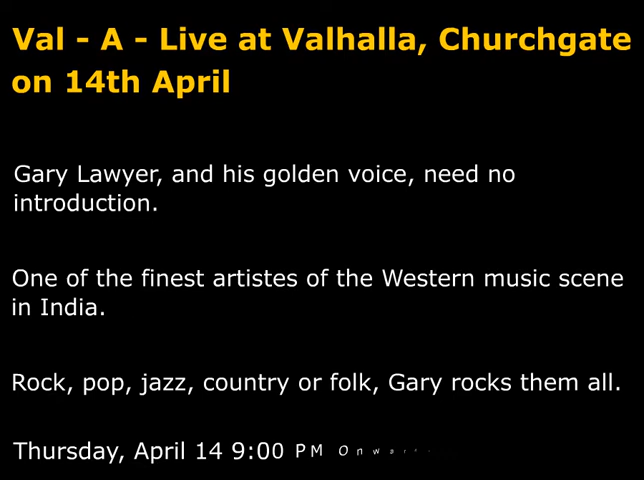 Val - A - Live at Valhalla, Churchgate
on 14th April
Gary Lawyer, and his golden voice, need no
introduction.
One of the finest artistes of the Western music scene
in India.
Rock, pop, jazz, country or folk, Gary rocks them all.
Thursday, April 14 9:00 PM